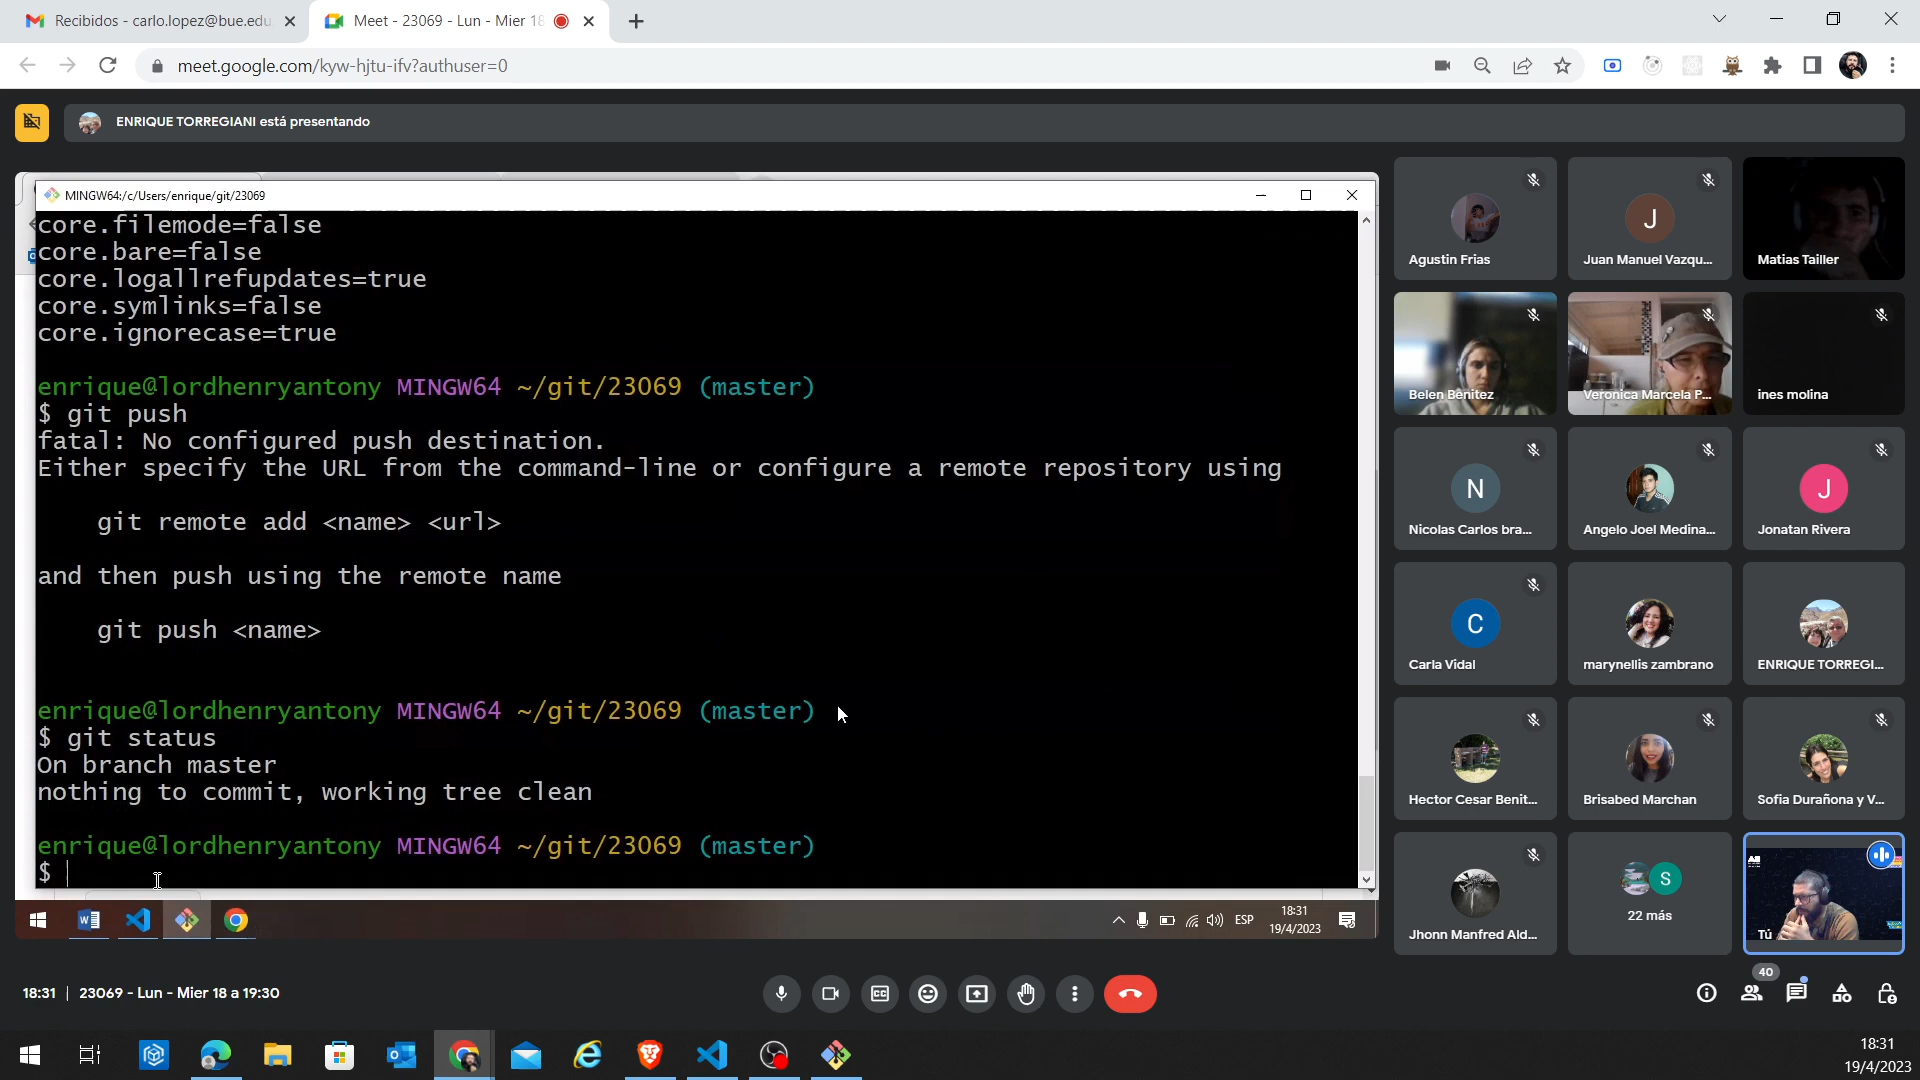 Recibidos - carlo.lopez@bue.edu
Meet - 23069 - Lun - Mier 18
meet.google.com/kyw-hjtu-ifv?authuser=0
ENRIQUE TORREGIANI está presentando
MINGW64:/c/Users/enrique/git/23069
core.filemode=false
core.bare=false
core.logallrefupdates=true
core.symlinks=false
core.ignorecase=true
enrique@lordhenryantony MINGW64 ~/git/23069 (master)
$ git push
fatal: No configured push destination.
Either specify the URL from the command-line or configure a remote repository using
git remote add <name> <url>
and then push using the remote name
git push <name>
enrique@lordhenryantony MINGW64 ~/git/23069 (master)
$ git status
On branch master
nothing to commit, working tree clean
enrique@lordhenryantony MINGW64 ~/git/23069 (master)
$
ESP
18:31
19/4/2023
Agustin Frias
J
Juan Manuel Vazqu...
Matias Tailler
Belen Benitez
Veronica Marcela P...
ines molina
N
Nicolas Carlos bra...
Angelo Joel Medina...
J
Jonatan Rivera
C
Carla Vidal
marynellis zambrano
ENRIQUE TORREGI...
Hector Cesar Benit...
Brisabed Marchan
Sofia Durañona y V...
Jhonn Manfred Ald...
S
22 más
Tú
18:31 | 23069 - Lun - Mier 18 a 19:30
40
18:31
19/4/2023